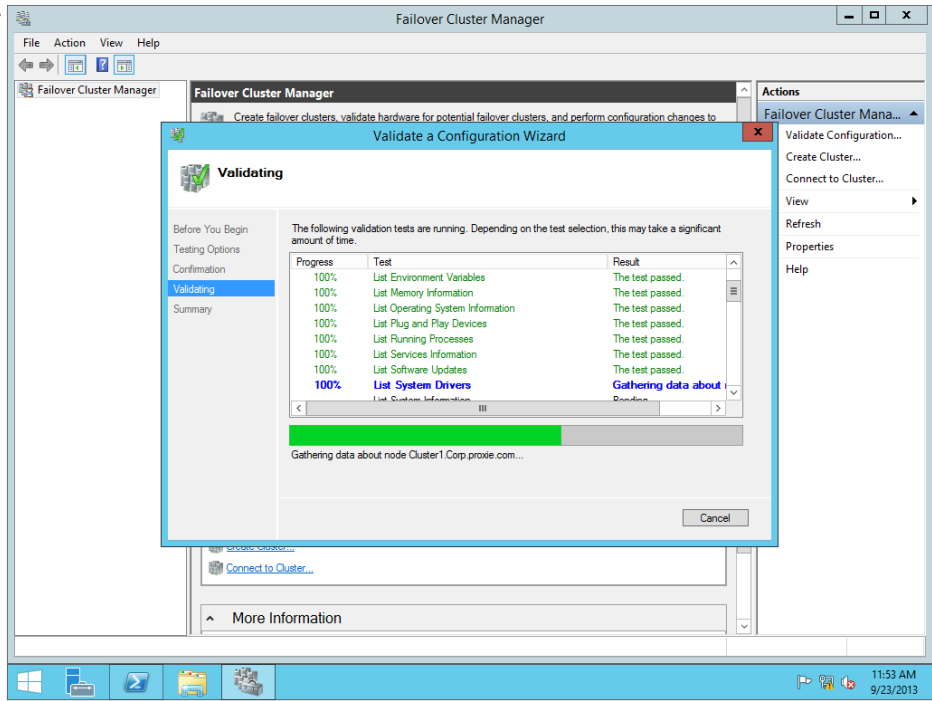 Failover Cluster Manager
File Action View Help
Failover Cluster Manager
Failover Cluster Manager
Create failover clusters, validate hardware for potential failover clusters, and perform configuration changes to
Actions
Failover Cluster Mana...
Validate Configuration...
Create Cluster...
Connect to Cluster...
View
Refresh
Properties
Help
Validate a Configuration Wizard
Validating
Before You Begin
Testing Options
Confirmation
Validating
Summary
The following validation tests are running. Depending on the test selection, this may take a significant
amount of time.
Progress Test Result
100% List Environment Variables The test passed.
100% List Memory Information The test passed.
100% List Operating System Information The test passed.
100% List Plug and Play Devices The test passed.
100% List Running Processes The test passed.
100% List Services Information The test passed.
100% List Software Updates The test passed.
100% List System Drivers Gathering data about
List System Information Pending
Gathering data about node Cluster1.Corp.proxie.com...
Cancel
Create Cluster...
Connect to Cluster...
More Information
11:53 AM
9/23/2013